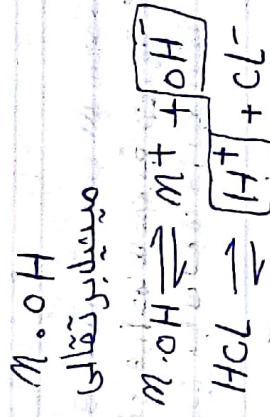 M.OH
ميثيل برتقالي
M.OH ⇌ M+ + OH-
HCL ⇌ H+ + CL-